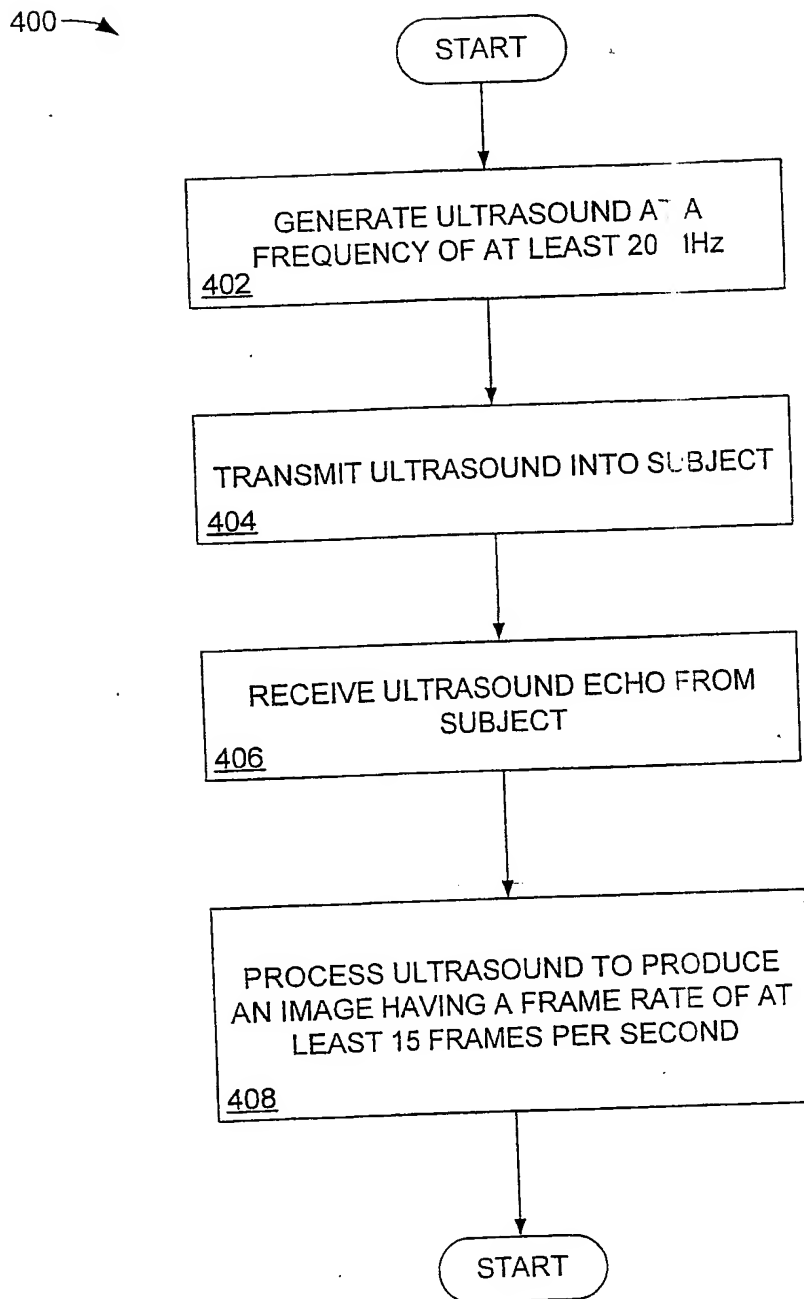 400
START
GENERATE ULTRASOUND AT A
FREQUENCY OF AT LEAST 20
402
TRANSMIT ULTRASOUND INTO SUBJECT
404
RECEIVE ULTRASOUND ECHO FROM
SUBJECT
406
PROCESS ULTRASOUND TO PRODUCE
AN IMAGE HAVING A FRAME RATE OF AT
LEAST 15 FRAMES PER SECOND
408
START